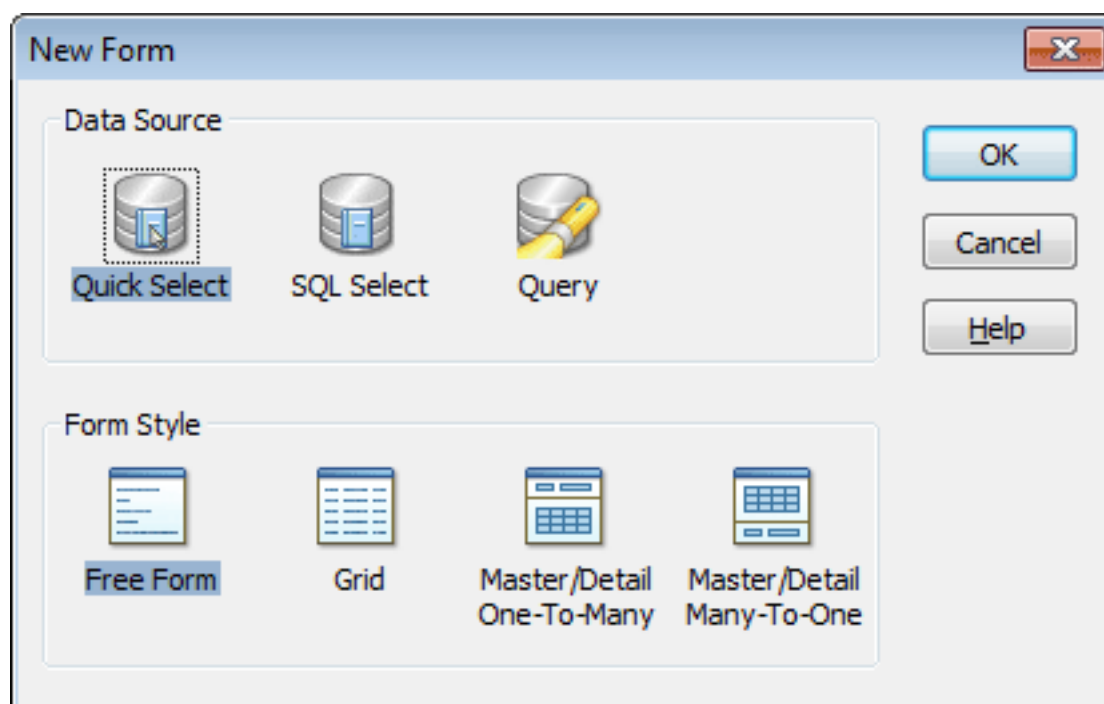 New Form
Data Source
OK
Quick Select SQL Select Query
Cancel
Help
Form Style
Free Form Grid Master/Detail One-To-Many Master/Detail Many-To-One